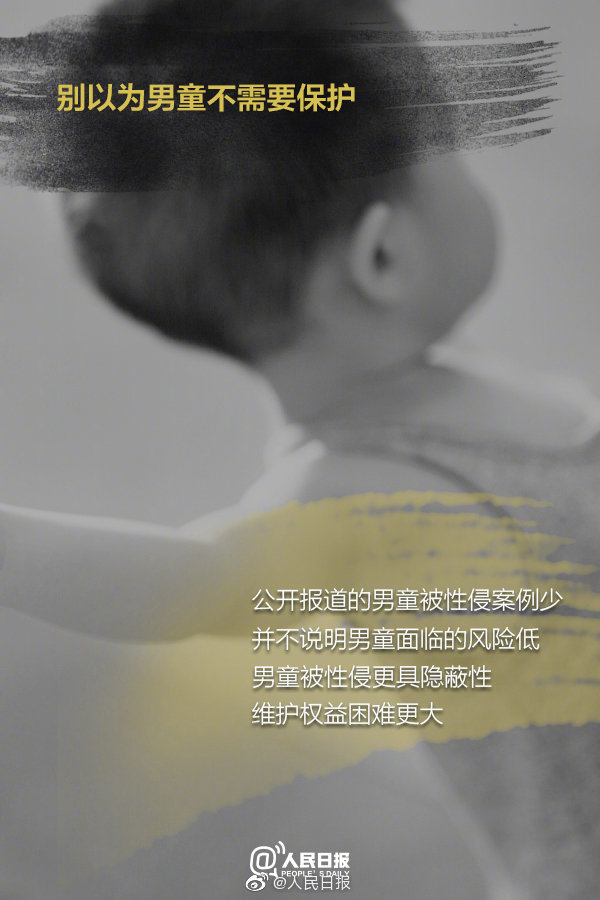 别以为男童不需要保护
公开报道的男童被性侵案例少
并不说明男童面临的风险低
男童被性侵更具隐蔽性
维护权益困难更大
@人民日报
PEOPLE'S DAILY
@人民日报